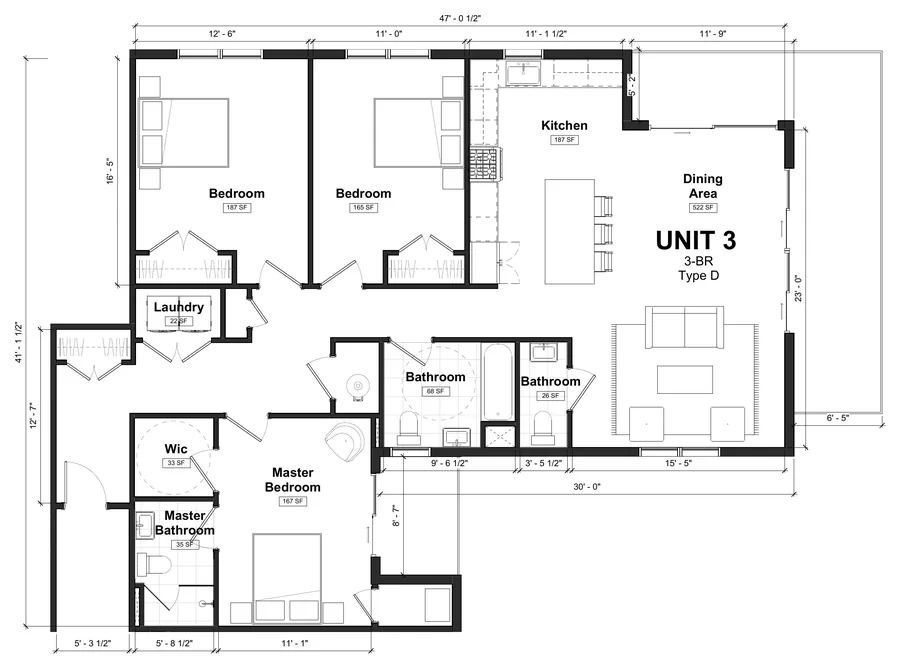 47' - 0 1/2"
12' - 6"
11' - 0"
11' - 1 1/2"
11' - 9"
5' - 2"
Kitchen
187 SF
16' - 5"
Bedroom
187 SF
Bedroom
165 SF
Dining
Area
522 SF
UNIT 3
3-BR
Type D
23' - 0"
Laundry
22 SF
41' - 1 1/2"
12' - 7"
Bathroom
68 SF
Bathroom
26 SF
6' - 5"
Wic
33 SF
Master
Bedroom
167 SF
9' - 6 1/2"
3' - 5 1/2"
15' - 5"
30' - 0"
8' - 7"
Master
Bathroom
35 SF
5' - 3 1/2"
5' - 8 1/2"
11' - 1"